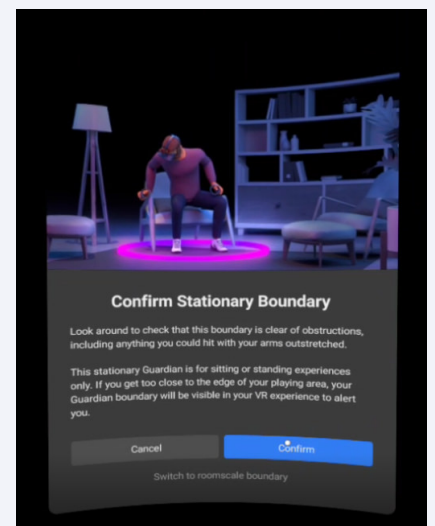 Confirm Stationary Boundary
Look around to check that this boundary is clear of obstructions,
including anything you could hit with your arms outstretched.
This stationary Guardian is for sitting or standing experiences
only. If you get too close to the edge of your playing area, your
Guardian boundary will be visible in your VR experience to alert
you.
Cancel
Confirm
Switch to roomscale boundary